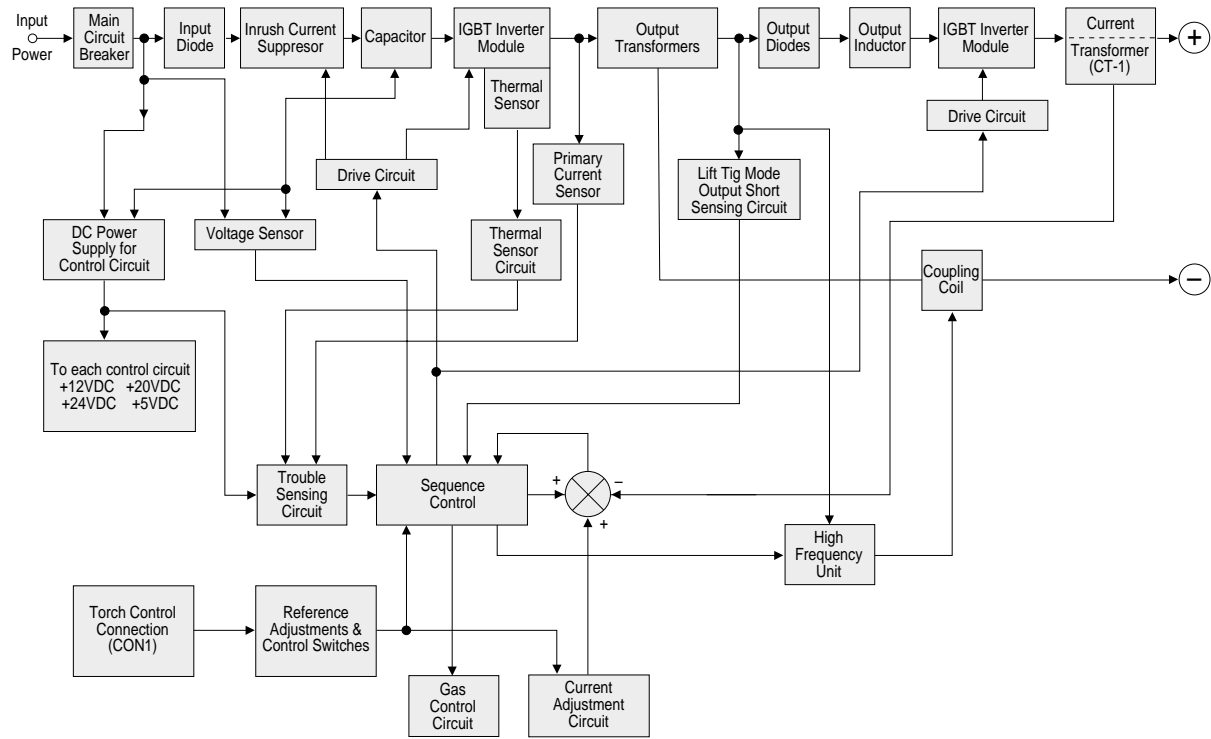 Input
Power
Main
Circuit
Breaker
Input
Diode
Inrush Current
Suppresor
Capacitor
IGBT Inverter
Module
Thermal
Sensor
Output
Transformers
Output
Diodes
Output
Inductor
IGBT Inverter
Module
Current
Transformer
(CT-1)
+
Drive Circuit
Drive Circuit
Primary
Current
Sensor
Lift Tig Mode
Output Short
Sensing Circuit
DC Power
Supply for
Control Circuit
Voltage Sensor
Thermal
Sensor
Circuit
Coupling
Coil
–
To each control circuit
+12VDC +20VDC
+24VDC +5VDC
Trouble
Sensing
Circuit
Sequence
Control
+
–
+
High
Frequency
Unit
Torch Control
Connection
(CON1)
Reference
Adjustments &
Control Switches
Gas
Control
Circuit
Current
Adjustment
Circuit